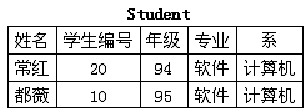 Student
姓名 学生编号 年级 专业 系
常红 20 94 软件 计算机
都薇 10 95 软件 计算机